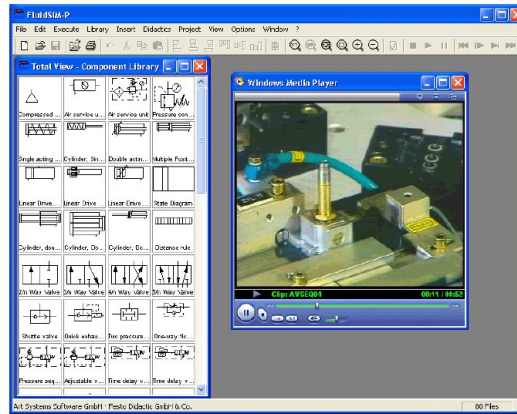 FluidSIM-P
File Edit Execute Library Insert Didactics Project View Options Window ?
Total View - Component Library
Compressed ... Air service u... Air service unit Pressure con...
Single acting ... Cylinder, Sin... Double actin... Multiple Posit...
Linear Drive ... Linear Drive ... Linear Drive ... State Diagram
Cylinder, dou... Cylinder, Do... Cylinder, Do... Distance rule
2/n Way Valve 3/n Way Valve 4/n Way Valve 5/n Way Valve
Shuttle valve Quick exhau... Two pressure... One-way flo...
Pressure seq... Adjustable v... Time delay v... Time delay v...
Windows Media Player
Clip: AVSEQ04 00:11 / 00:52
Art Systems Software GmbH · Festo Didactic GmbH & Co.
80 Files